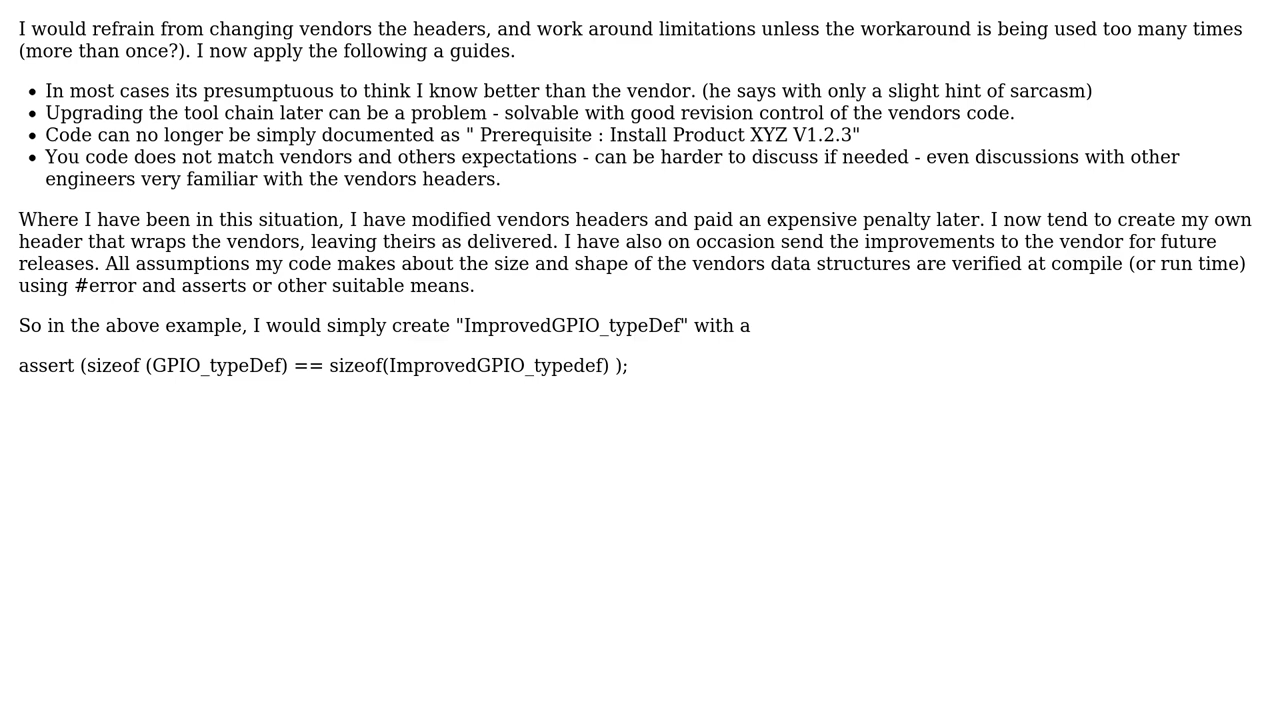 I would refrain from changing vendors the headers, and work around limitations unless the workaround is being used too many times
(more than once?). I now apply the following a guides.
• In most cases its presumptuous to think I know better than the vendor. (he says with only a slight hint of sarcasm)
• Upgrading the tool chain later can be a problem - solvable with good revision control of the vendors code.
• Code can no longer be simply documented as " Prerequisite : Install Product XYZ V1.2.3"
• You code does not match vendors and others expectations - can be harder to discuss if needed - even discussions with other
engineers very familiar with the vendors headers.
Where I have been in this situation, I have modified vendors headers and paid an expensive penalty later. I now tend to create my own
header that wraps the vendors, leaving theirs as delivered. I have also on occasion send the improvements to the vendor for future
releases. All assumptions my code makes about the size and shape of the vendors data structures are verified at compile (or run time)
using #error and asserts or other suitable means.
So in the above example, I would simply create "ImprovedGPIO_typeDef" with a
assert (sizeof (GPIO_typeDef) == sizeof(ImprovedGPIO_typedef) );